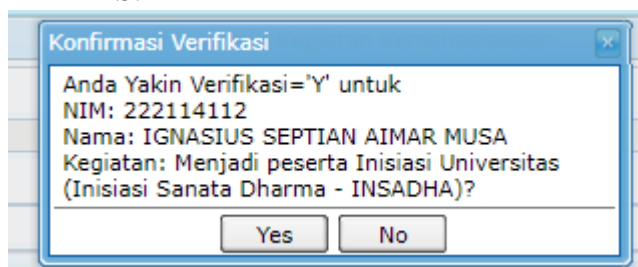 Konfirmasi Verifikasi
Anda Yakin Verifikasi='Y' untuk
NIM: 222114112
Nama: IGNASIUS SEPTIAN AIMAR MUSA
Kegiatan: Menjadi peserta Inisiasi Universitas
(Inisiasi Sanata Dharma - INSADHA)?
Yes No